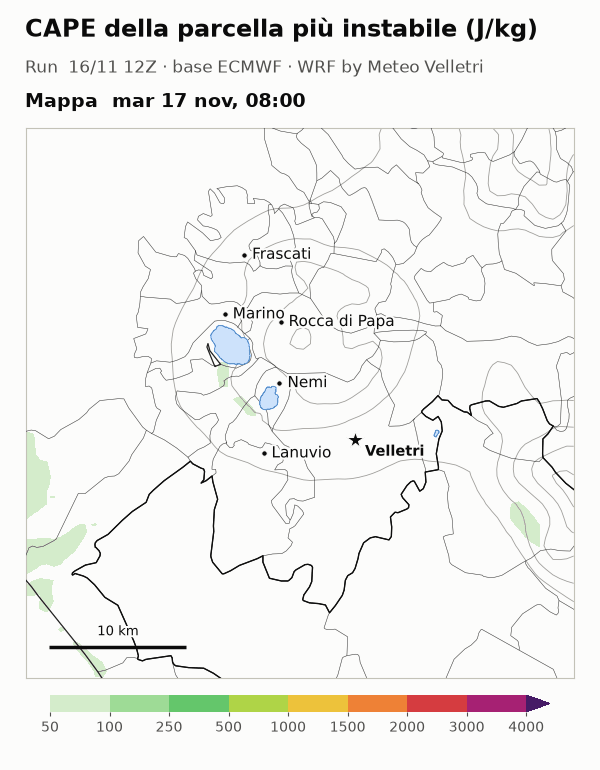 CAPE della parcella più instabile (J/kg)
Run  16/11 12Z · base ECMWF · WRF by Meteo Velletri
Mappa  mar 17 nov, 08:00
Frascati
Marino
Rocca di Papa
Nemi
Velletri
Lanuvio
10 km
50 100 250 500 1000 1500 2000 3000 4000